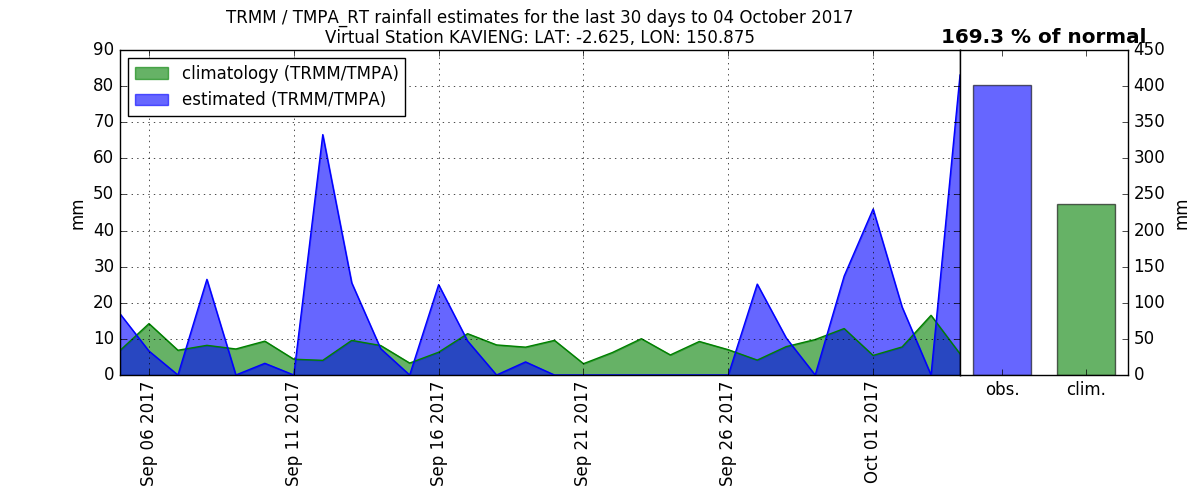 TRMM / TMPA_RT rainfall estimates for the last 30 days to 04 October 2017
Virtual Station KAVIENG: LAT: -2.625, LON: 150.875
169.3 % of normal
climatology (TRMM/TMPA)
estimated (TRMM/TMPA)
90
80
70
60
50
40
30
20
10
0
mm
Sep 06 2017
Sep 11 2017
Sep 16 2017
Sep 21 2017
Sep 26 2017
Oct 01 2017
obs.
clim.
450
400
350
300
250
200
150
100
50
0
mm